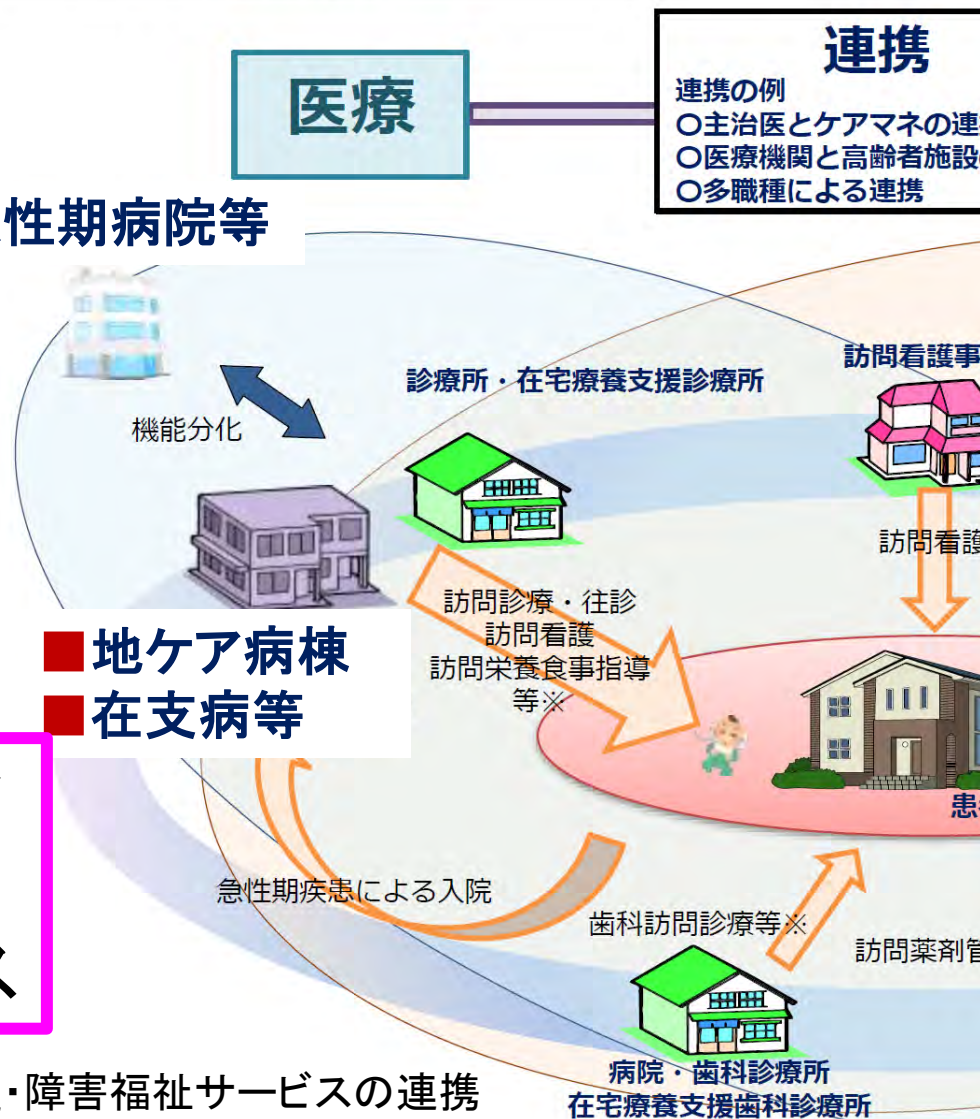 医療
連携
連携の例
〇主治医とケアマネの連
〇医療機関と高齢者施設
〇多職種による連携
性期病院等
機能分化
診療所・在宅療養支援診療所
訪問看護事
訪問看護
訪問診療・往診
訪問看護
訪問栄養食事指導
等※
■地ケア病棟
■在支病等
患
急性期疾患による入院
歯科訪問診療等※
訪問薬剤管
ス
・障害福祉サービスの連携
病院・歯科診療所
在宅療養支援歯科診療所